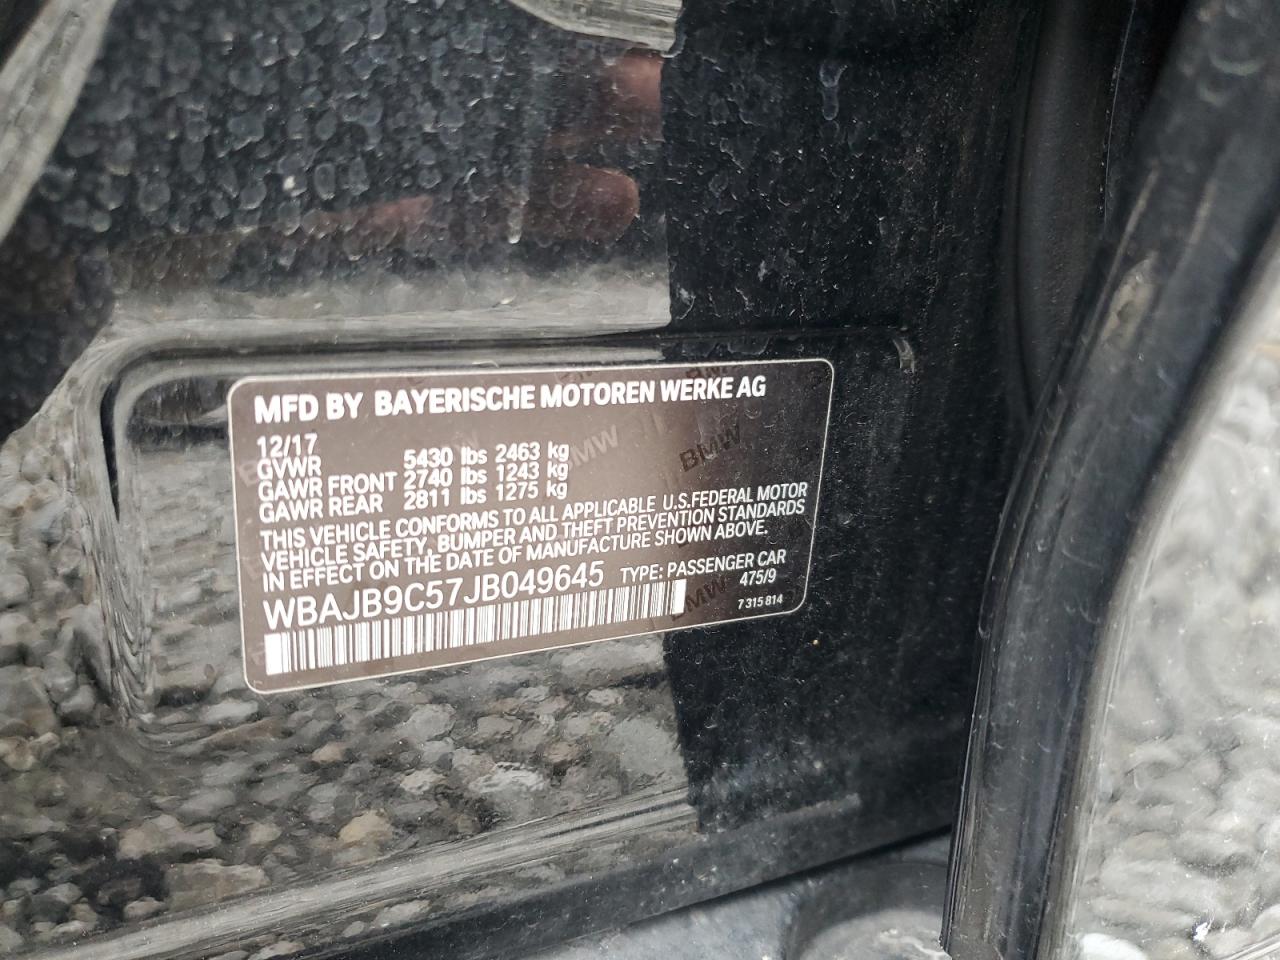 MFD BY BAYERISCHE MOTOREN WERKE AG
12/17
GVWR 5430 lbs 2463 kg
GAWR FRONT 2740 lbs 1243 kg
GAWR REAR 2811 lbs 1275 kg
THIS VEHICLE CONFORMS TO ALL APPLICABLE U.S.FEDERAL MOTOR
VEHICLE SAFETY, BUMPER AND THEFT PREVENTION STANDARDS
IN EFFECT ON THE DATE OF MANUFACTURE SHOWN ABOVE.
WBAJB9C57JB049645 TYPE: PASSENGER CAR
475/9
7 315 814
BMW
BMW
BMW